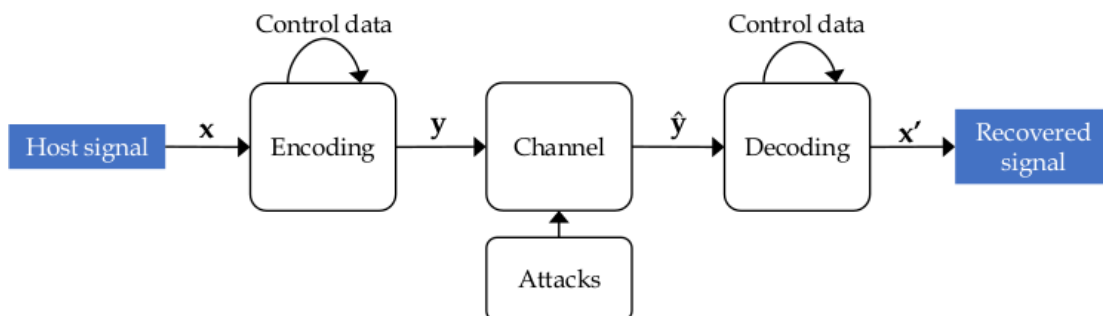 Control data
Control data
Host signal
x
Encoding
y
Channel
ŷ
Decoding
x′
Recovered
signal
Attacks